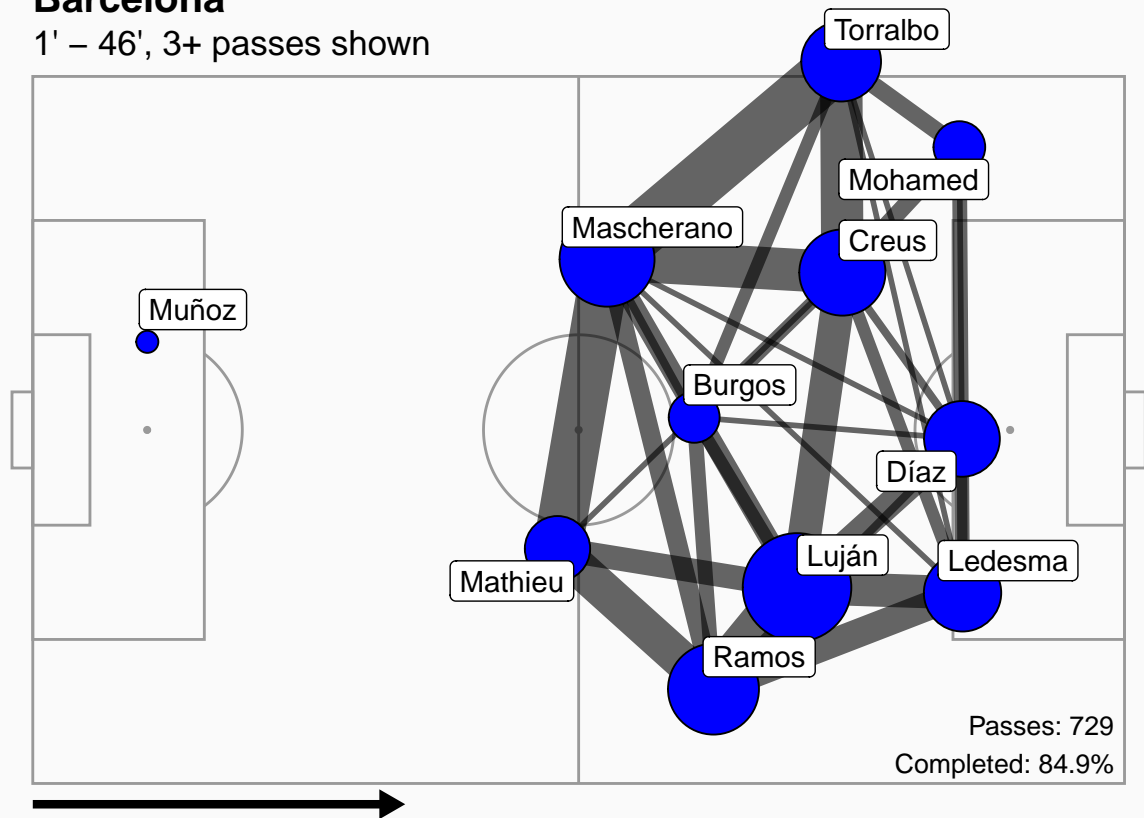 Barcelona
1' – 46', 3+ passes shown
Torralbo
Mohamed
Mascherano
Creus
Muñoz
Burgos
Díaz
Luján
Ledesma
Mathieu
Ramos
Passes: 729
Completed: 84.9%